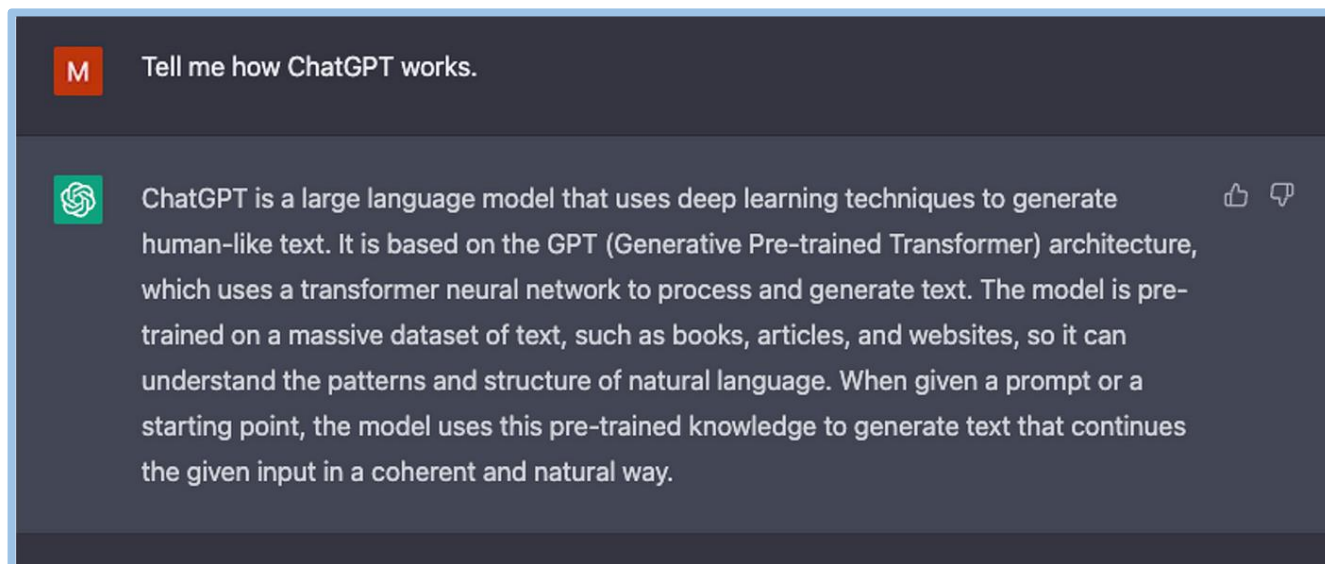 M
Tell me how ChatGPT works.
ChatGPT is a large language model that uses deep learning techniques to generate
human-like text. It is based on the GPT (Generative Pre-trained Transformer) architecture,
which uses a transformer neural network to process and generate text. The model is pre-
trained on a massive dataset of text, such as books, articles, and websites, so it can
understand the patterns and structure of natural language. When given a prompt or a
starting point, the model uses this pre-trained knowledge to generate text that continues
the given input in a coherent and natural way.